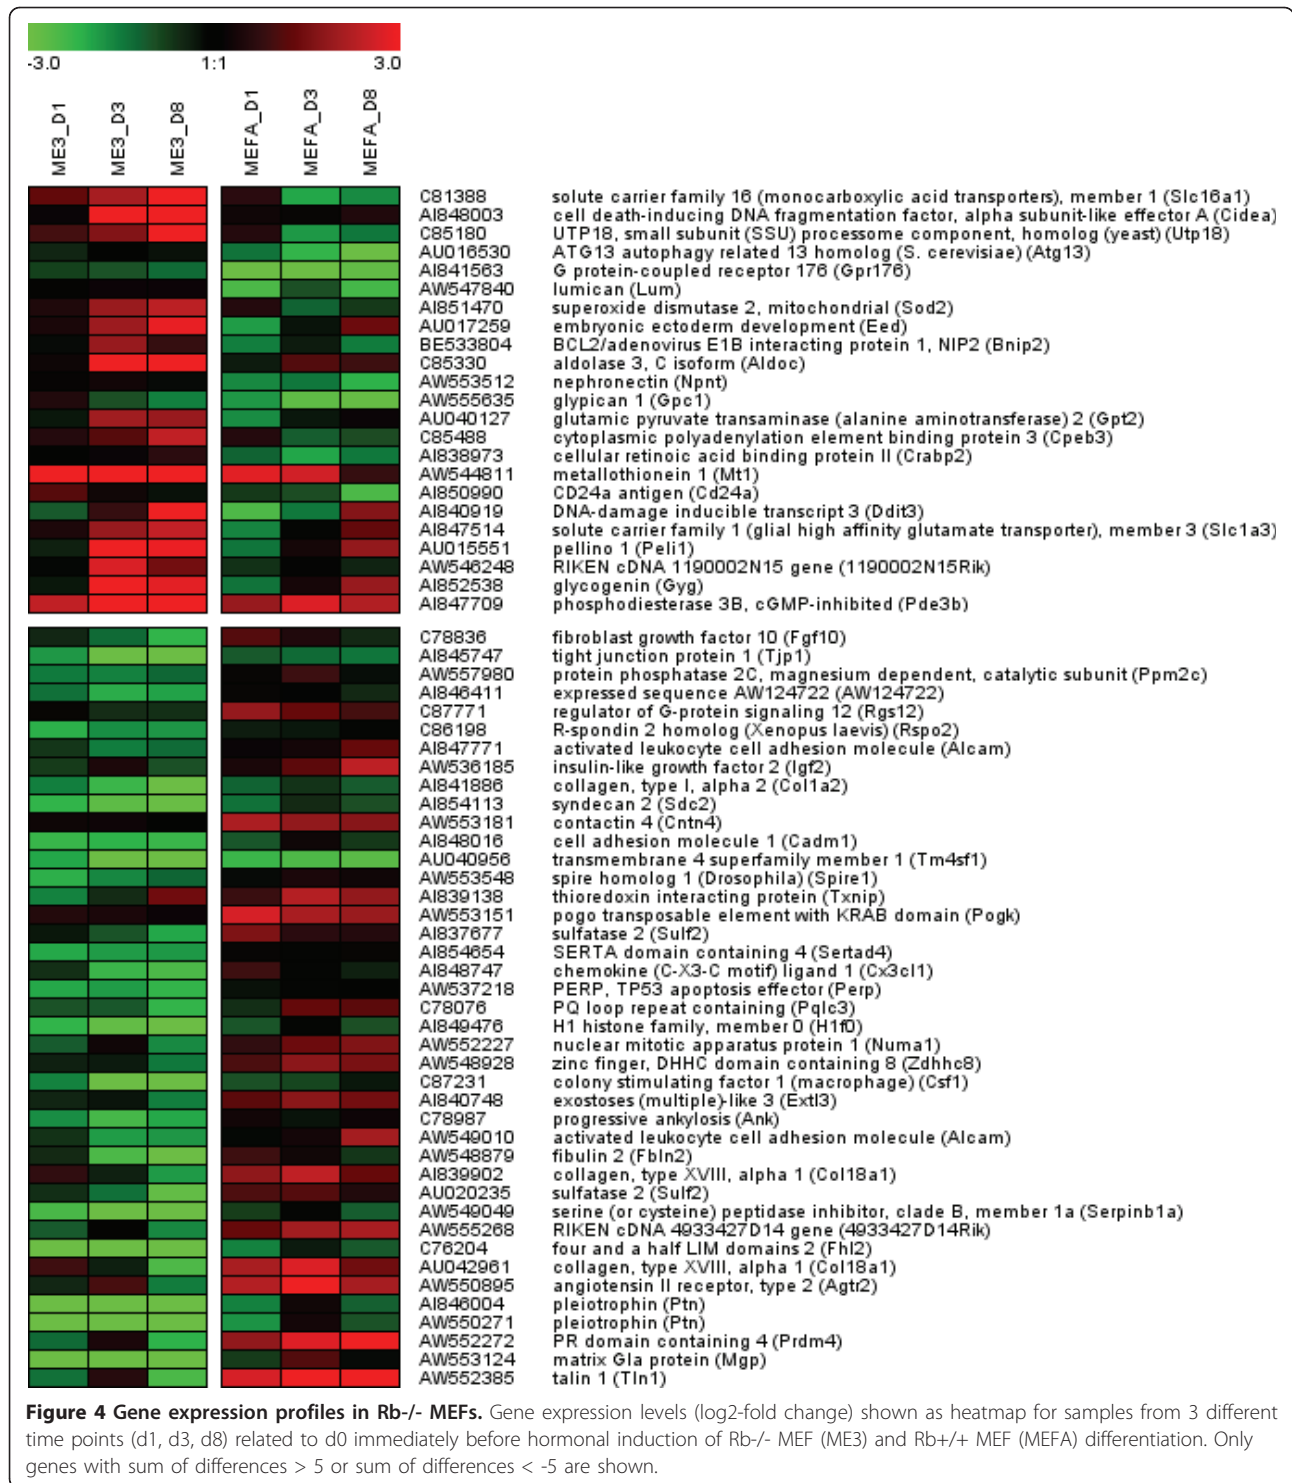 -3.0 1:1 3.0
ME3_D1 ME3_D3 ME3_D8 MEFA_D1 MEFA_D3 MEFA_D8
C81388 solute carrier family 16 (monocarboxylic acid transporters), member 1 (Slc16a1)
AI848003 cell death-inducing DNA fragmentation factor, alpha subunit-like effector A (Cidea)
C85180 UTP18, small subunit (SSU) processome component, homolog (yeast) (Utp18)
AU016530 ATG13 autophagy related 13 homolog (S. cerevisiae) (Atg13)
AI841563 G protein-coupled receptor 176 (Gpr176)
AW547840 lumican (Lum)
AI851470 superoxide dismutase 2, mitochondrial (Sod2)
AU017259 embryonic ectoderm development (Eed)
BE533804 BCL2/adenovirus E1B interacting protein 1, NIP2 (Bnip2)
C85330 aldolase 3, C isoform (Aldoc)
AW553512 nephronectin (Npnt)
AW555635 glypican 1 (Gpc1)
AU040127 glutamic pyruvate transaminase (alanine aminotransferase) 2 (Gpt2)
C85488 cytoplasmic polyadenylation element binding protein 3 (Cpeb3)
AI838973 cellular retinoic acid binding protein II (Crabp2)
AW544811 metallothionein 1 (Mt1)
AI850990 CD24a antigen (Cd24a)
AI840919 DNA-damage inducible transcript 3 (Ddit3)
AI847514 solute carrier family 1 (glial high affinity glutamate transporter), member 3 (Slc1a3)
AU015551 pellino 1 (Peli1)
AW546248 RIKEN cDNA 1190002N15 gene (1190002N15Rik)
AI852538 glycogenin (Gyg)
AI847709 phosphodiesterase 3B, cGMP-inhibited (Pde3b)
C78836 fibroblast growth factor 10 (Fgf10)
AI845747 tight junction protein 1 (Tjp1)
AW557980 protein phosphatase 2C, magnesium dependent, catalytic subunit (Ppm2c)
AI846411 expressed sequence AW124722 (AW124722)
C87771 regulator of G-protein signaling 12 (Rgs12)
C86198 R-spondin 2 homolog (Xenopus laevis) (Rspo2)
AI847771 activated leukocyte cell adhesion molecule (Alcam)
AW536185 insulin-like growth factor 2 (Igf2)
AI841886 collagen, type I, alpha 2 (Col1a2)
AI854113 syndecan 2 (Sdc2)
AW553181 contactin 4 (Cntn4)
AI848016 cell adhesion molecule 1 (Cadm1)
AU040956 transmembrane 4 superfamily member 1 (Tm4sf1)
AW553548 spire homolog 1 (Drosophila) (Spire1)
AI839138 thioredoxin interacting protein (Txnip)
AW553151 pogo transposable element with KRAB domain (Pogk)
AI837677 sulfatase 2 (Sulf2)
AI854654 SERTA domain containing 4 (Sertad4)
AI848747 chemokine (C-X3-C motif) ligand 1 (Cx3cl1)
AW537218 PERP, TP53 apoptosis effector (Perp)
C78076 PQ loop repeat containing (Pqlc3)
AI849476 H1 histone family, member 0 (H1f0)
AW552227 nuclear mitotic apparatus protein 1 (Numa1)
AW548928 zinc finger, DHHC domain containing 8 (Zdhhc8)
C87231 colony stimulating factor 1 (macrophage) (Csf1)
AI840748 exostoses (multiple)-like 3 (Extl3)
C78987 progressive ankylosis (Ank)
AW549010 activated leukocyte cell adhesion molecule (Alcam)
AW548879 fibulin 2 (Fbln2)
AI839902 collagen, type XVIII, alpha 1 (Col18a1)
AU020235 sulfatase 2 (Sulf2)
AW549049 serine (or cysteine) peptidase inhibitor, clade B, member 1a (Serpinb1a)
AW555268 RIKEN cDNA 4933427D14 gene (4933427D14Rik)
C76204 four and a half LIM domains 2 (Fhl2)
AU042961 collagen, type XVIII, alpha 1 (Col18a1)
AW550895 angiotensin II receptor, type 2 (Agtr2)
AI846004 pleiotrophin (Ptn)
AW550271 pleiotrophin (Ptn)
AW552272 PR domain containing 4 (Prdm4)
AW553124 matrix Gla protein (Mgp)
AW552385 talin 1 (Tln1)
Figure 4 Gene expression profiles in Rb-/- MEFs. Gene expression levels (log2-fold change) shown as heatmap for samples from 3 different
time points (d1, d3, d8) related to d0 immediately before hormonal induction of Rb-/- MEF (ME3) and Rb+/+ MEF (MEFA) differentiation. Only
genes with sum of differences > 5 or sum of differences < -5 are shown.